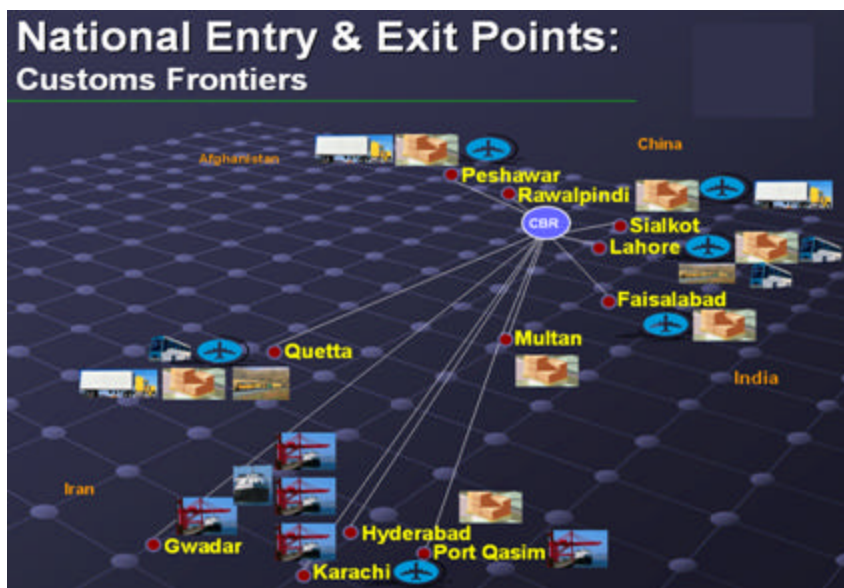 National Entry & Exit Points:
Customs Frontiers
Afghanistan
China
Peshawar
Rawalpindi
CBR
Sialkot
Lahore
Faisalabad
Quetta
Multan
India
Iran
Gwadar
Hyderabad
Port Qasim
Karachi